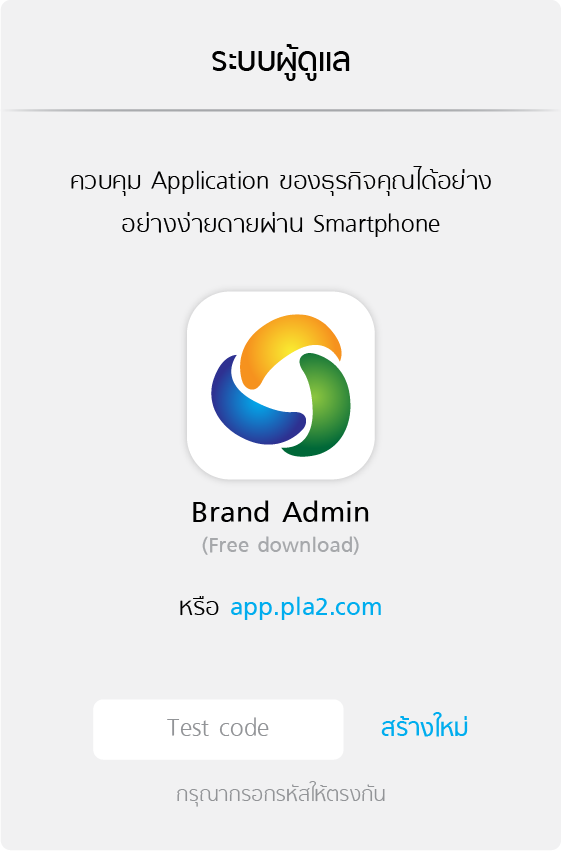 ระบบผู้ดูแล
ควบคุม Application ของธุรกิจคุณได้อย่าง
อย่างง่ายดายผ่าน Smartphone
Brand Admin
(Free download)
หรือ app.pla2.com
Test code สร้างใหม่
กรุณากรอกรหัสให้ตรงกัน